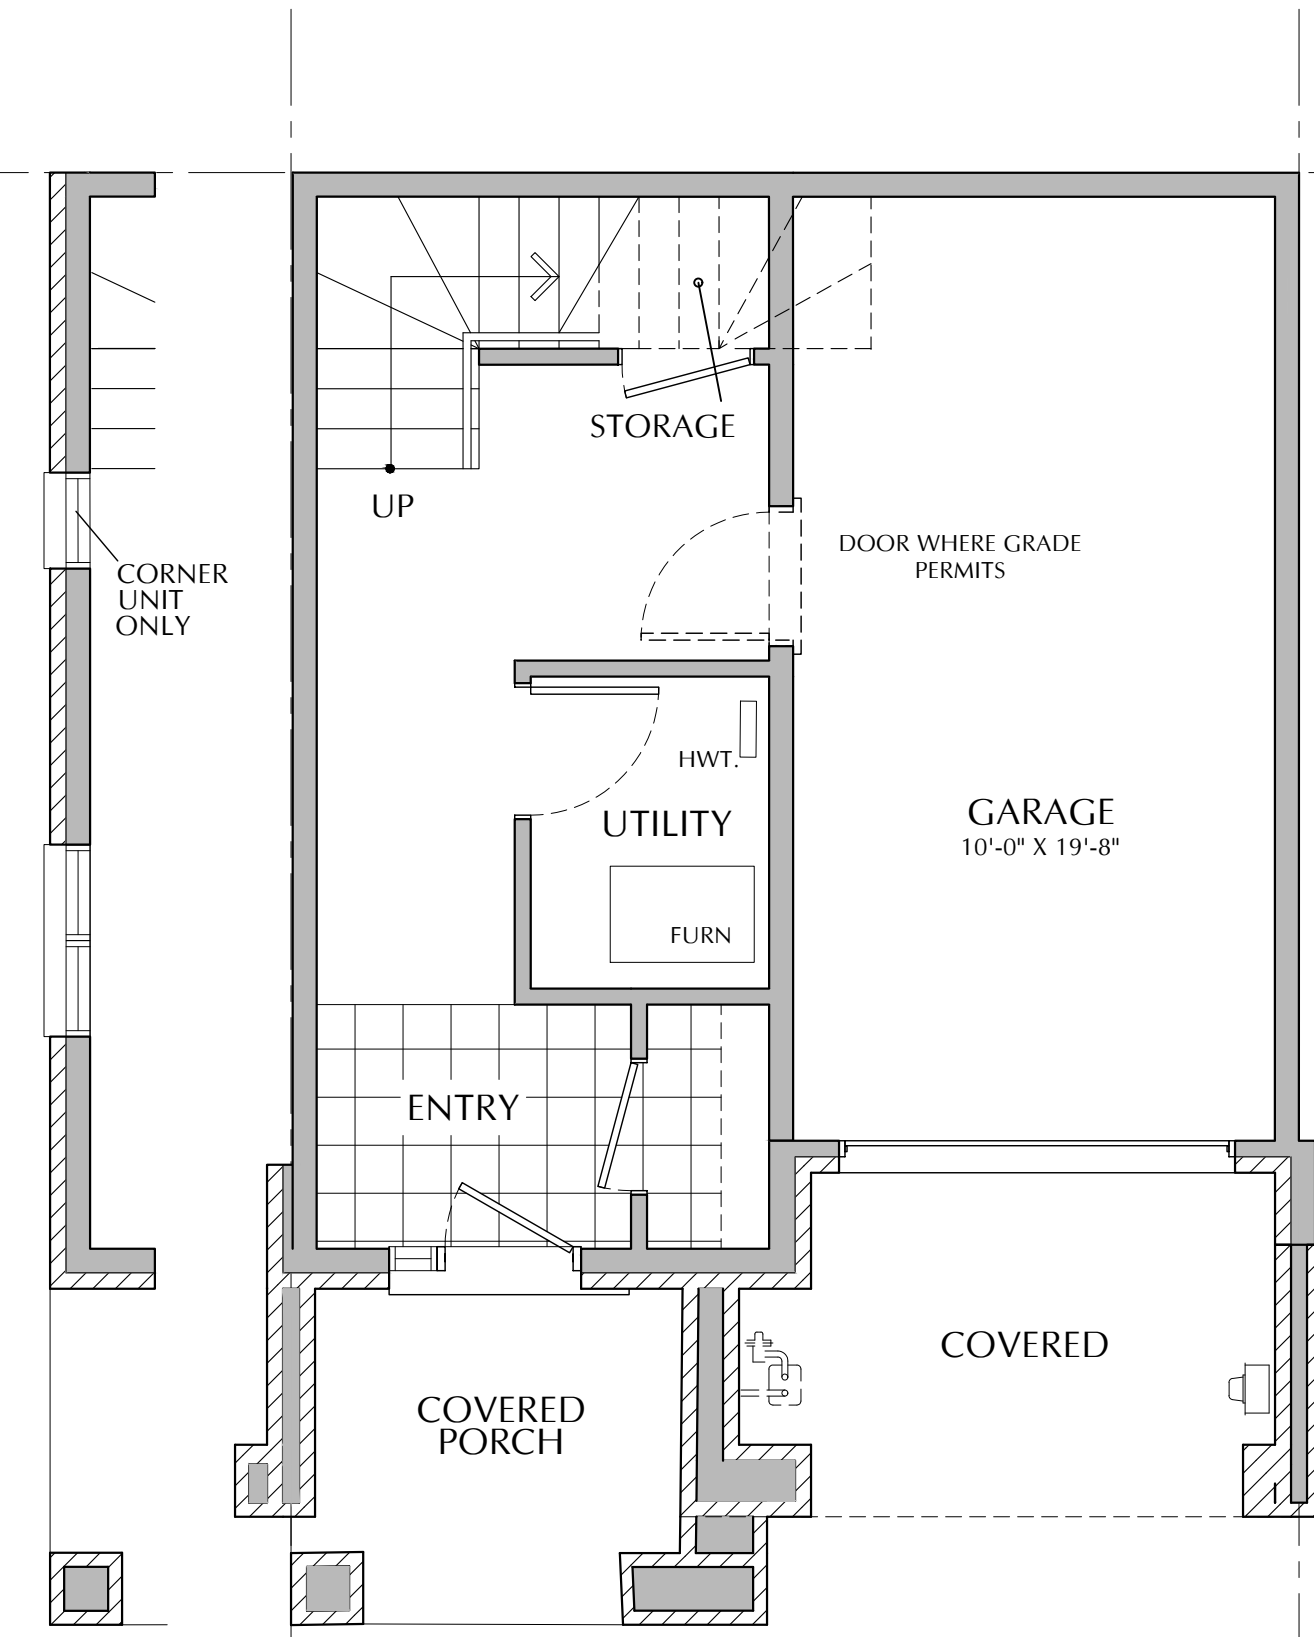 STORAGE
UP
DOOR WHERE GRADE
PERMITS
CORNER
UNIT
ONLY
HWT.
UTILITY
GARAGE
10'-0" X 19'-8"
FURN
ENTRY
COVERED
COVERED
PORCH